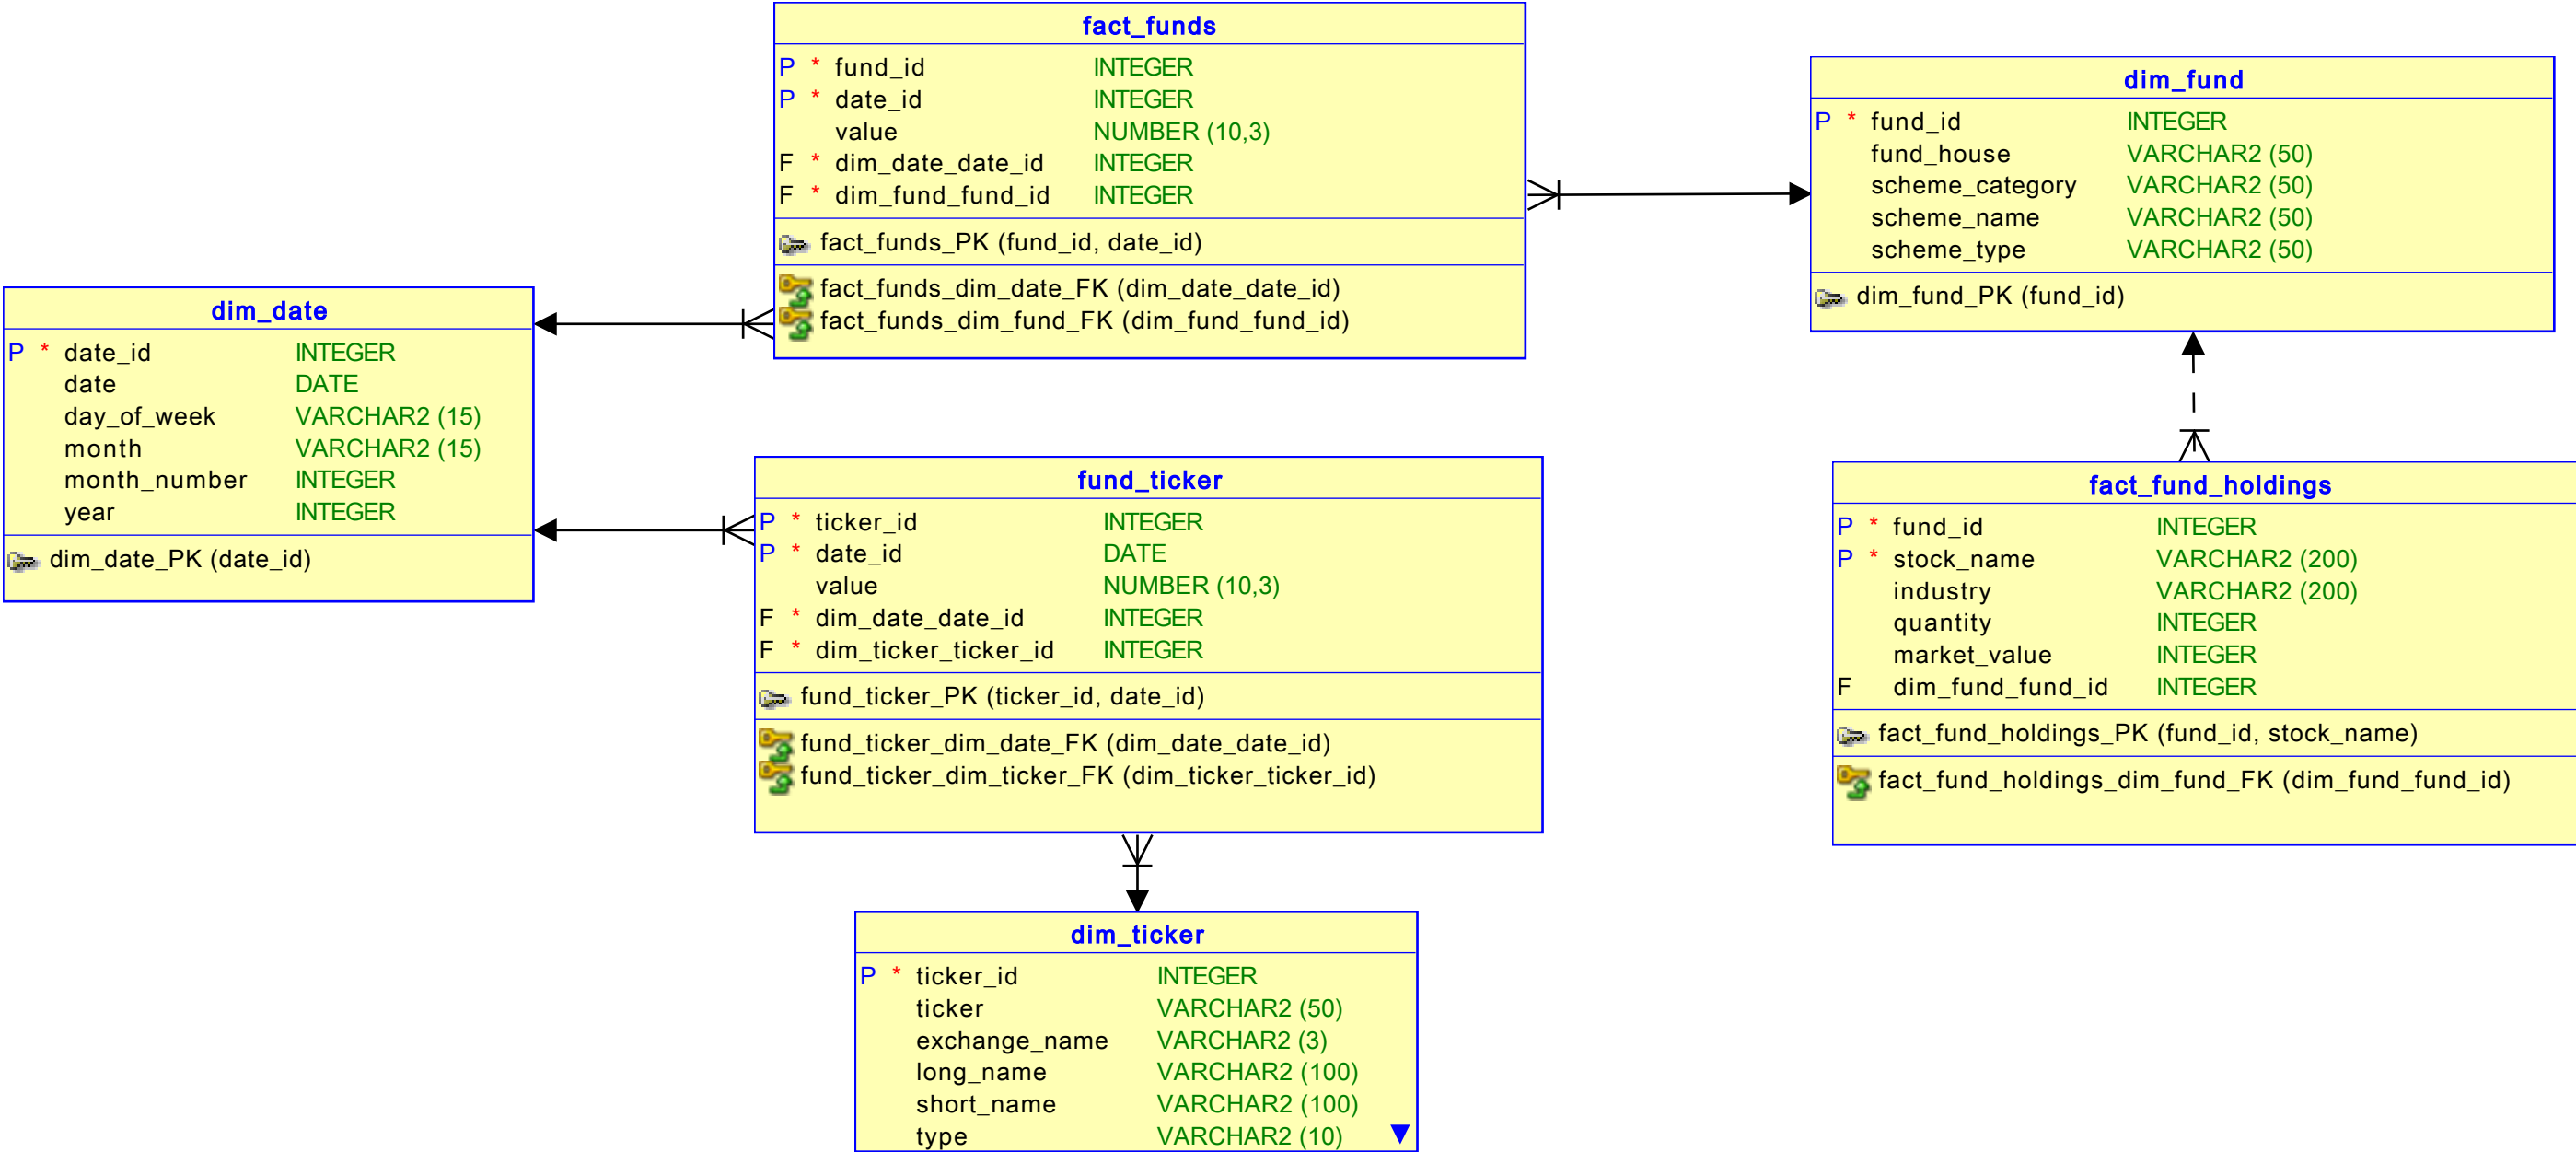 fact_funds
P * fund_id INTEGER
P * date_id INTEGER
value NUMBER (10,3)
F * dim_date_date_id INTEGER
F * dim_fund_fund_id INTEGER
fact_funds_PK (fund_id, date_id)
fact_funds_dim_date_FK (dim_date_date_id)
fact_funds_dim_fund_FK (dim_fund_fund_id)
dim_fund
P * fund_id INTEGER
fund_house VARCHAR2 (50)
scheme_category VARCHAR2 (50)
scheme_name VARCHAR2 (50)
scheme_type VARCHAR2 (50)
dim_fund_PK (fund_id)
dim_date
P * date_id INTEGER
date DATE
day_of_week VARCHAR2 (15)
month VARCHAR2 (15)
month_number INTEGER
year INTEGER
dim_date_PK (date_id)
fund_ticker
P * ticker_id INTEGER
P * date_id DATE
value NUMBER (10,3)
F * dim_date_date_id INTEGER
F * dim_ticker_ticker_id INTEGER
fund_ticker_PK (ticker_id, date_id)
fund_ticker_dim_date_FK (dim_date_date_id)
fund_ticker_dim_ticker_FK (dim_ticker_ticker_id)
fact_fund_holdings
P * fund_id INTEGER
P * stock_name VARCHAR2 (200)
industry VARCHAR2 (200)
quantity INTEGER
market_value INTEGER
F dim_fund_fund_id INTEGER
fact_fund_holdings_PK (fund_id, stock_name)
fact_fund_holdings_dim_fund_FK (dim_fund_fund_id)
dim_ticker
P * ticker_id INTEGER
ticker VARCHAR2 (50)
exchange_name VARCHAR2 (3)
long_name VARCHAR2 (100)
short_name VARCHAR2 (100)
type VARCHAR2 (10)